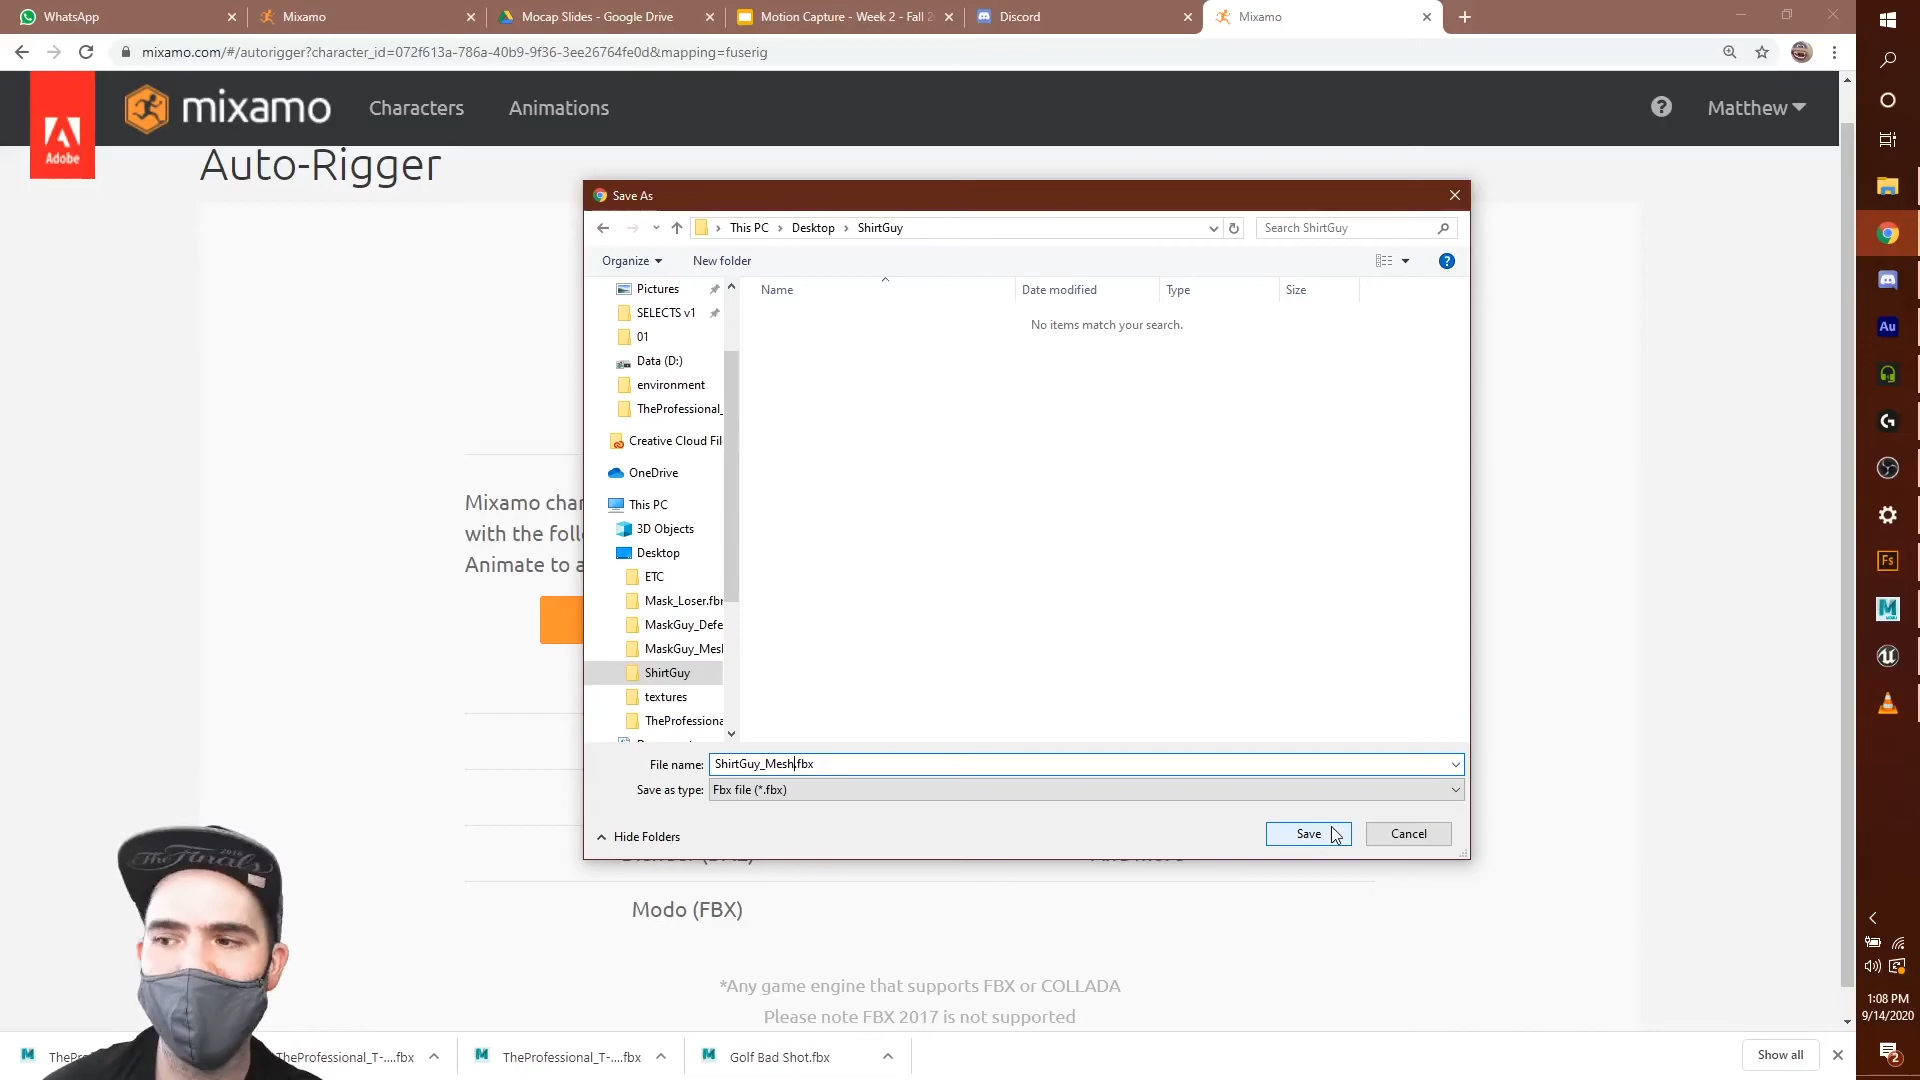 WhatsApp
Mixamo
Mocap Slides - Google Drive
Motion Capture - Week 2 - Fall 2
Discord
Mixamo
mixamo.com/#/autorigger?character_id=072f613a-786a-40b9-9f36-3ee26764fe0d&mapping=fuserig
Adobe
mixamo
Characters
Animations
Matthew
Auto-Rigger
Save As
This PC > Desktop > ShirtGuy
Search ShirtGuy
Organize
New folder
Name
Date modified
Type
Size
No items match your search.
Pictures
SELECTS v1
01
Data (D:)
environment
TheProfessional_
Creative Cloud Fil
OneDrive
This PC
3D Objects
Desktop
ETC
Mask_Loser.fbr
MaskGuy_Defe
MaskGuy_Mesl
ShirtGuy
textures
TheProfessiona
File name: ShirtGuy_Mesh.fbx
Save as type: Fbx file (*.fbx)
Hide Folders
Save
Cancel
Mixamo char
with the foll
Animate to a
Modo (FBX)
*Any game engine that supports FBX or COLLADA
Please note FBX 2017 is not supported
The Finals
TheProfessional_T-....fbx
TheProfessional_T-....fbx
Golf Bad Shot.fbx
Show all
Au
Fs
1:08 PM
9/14/2020
2